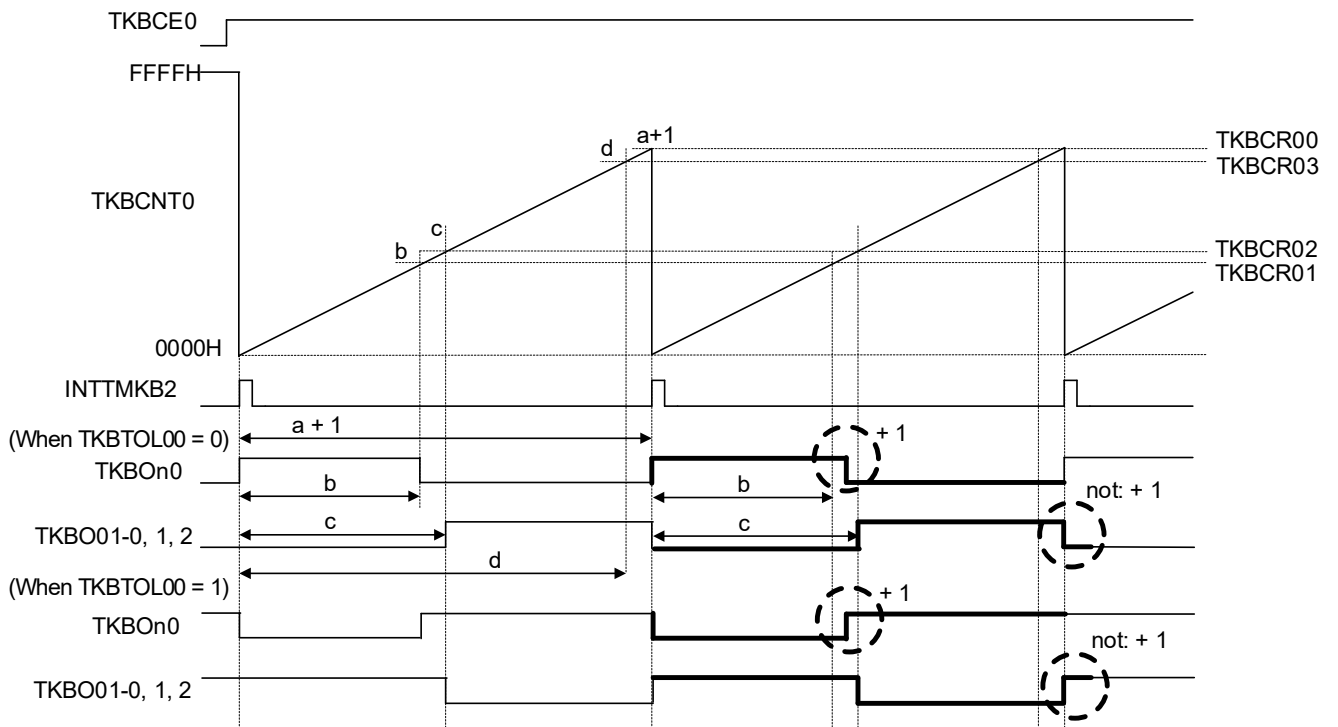 TKBCE0
FFFFH
a+1
TKBCR00
d
TKBCR03
TKBCNT0
c
b
TKBCR02
TKBCR01
0000H
INTTMKB2
(When TKBTOL00 = 0)
a + 1
+ 1
TKBOn0
b
b
not: + 1
TKBO01-0, 1, 2
c
c
d
(When TKBTOL00 = 1)
+ 1
TKBOn0
not: + 1
TKBO01-0, 1, 2